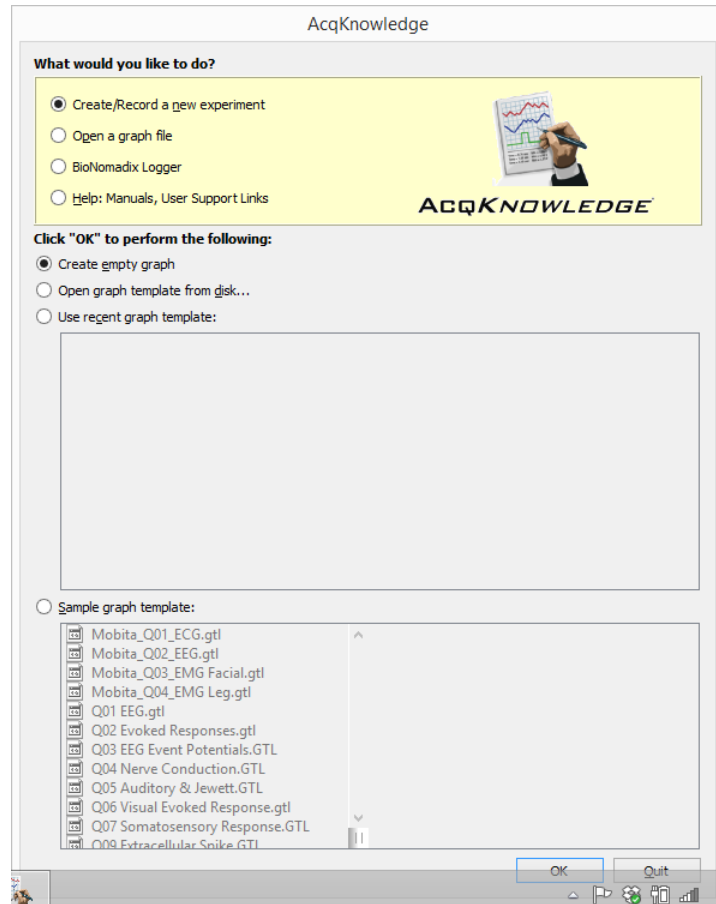 AcqKnowledge
What would you like to do?
Create/Record a new experiment
Open a graph file
BioNomadix Logger
Help: Manuals, User Support Links
ACQKNOWLEDGE
Click "OK" to perform the following:
Create empty graph
Open graph template from disk...
Use recent graph template:
Sample graph template:
Mobita_Q01_ECG.gtl
Mobita_Q02_EEG.gtl
Mobita_Q03_EMG Facial.gtl
Mobita_Q04_EMG Leg.gtl
Q01 EEG.gtl
Q02 Evoked Responses.gtl
Q03 EEG Event Potentials.GTL
Q04 Nerve Conduction.GTL
Q05 Auditory & Jewett.GTL
Q06 Visual Evoked Response.gtl
Q07 Somatosensory Response.GTL
Q09 Extracellular Spike.GTL
OK Quit